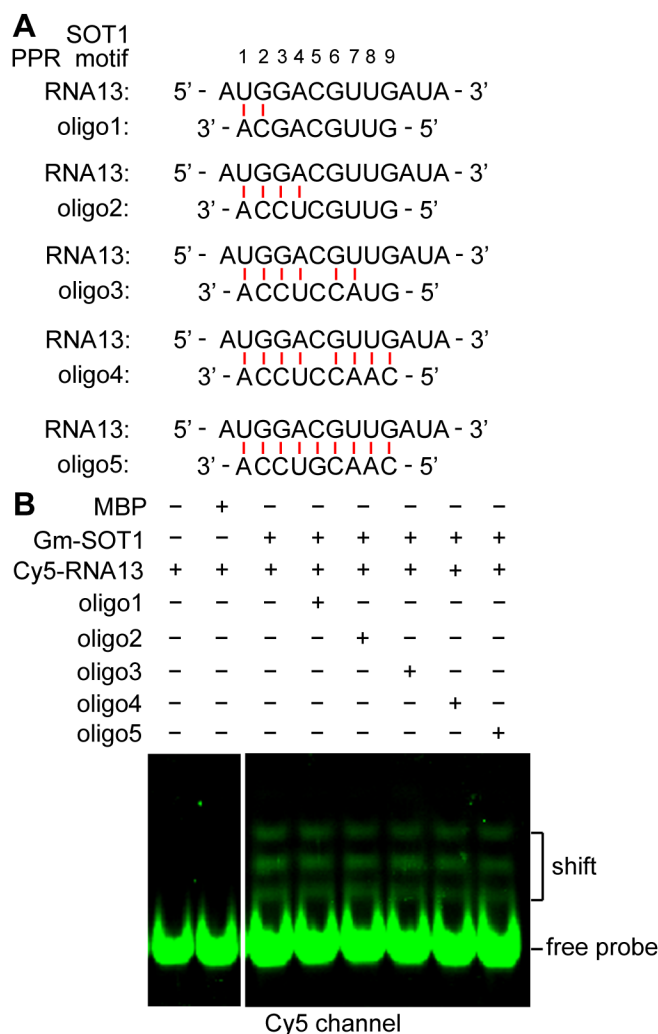 A
SOT1
PPR motif 1 2 3 4 5 6 7 8 9
RNA13: 5’ - AUGGACGUUGAUA - 3’
oligo1: 3’ - ACGACGUUG - 5’
RNA13: 5’ - AUGGACGUUGAUA - 3’
oligo2: 3’ - ACCUCGUUG - 5’
RNA13: 5’ - AUGGACGUUGAUA - 3’
oligo3: 3’ - ACCUCCAUG - 5’
RNA13: 5’ - AUGGACGUUGAUA - 3’
oligo4: 3’ - ACCUCCAAC - 5’
RNA13: 5’ - AUGGACGUUGAUA - 3’
oligo5: 3’ - ACCUGCAAC - 5’
B
MBP − + − − − − − −
Gm-SOT1 − − + + + + + +
Cy5-RNA13 + + + + + + + +
oligo1 − − − + − − − −
oligo2 − − − − + − − −
oligo3 − − − − − + − −
oligo4 − − − − − − + −
oligo5 − − − − − − − +
shift
free probe
Cy5 channel